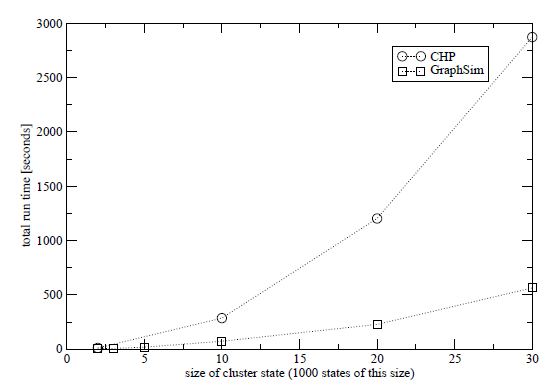 3000
2500
2000
1500
1000
500
0
total run time [seconds]
CHP
GraphSim
0 5 10 15 20 25 30
size of cluster state (1000 states of this size)